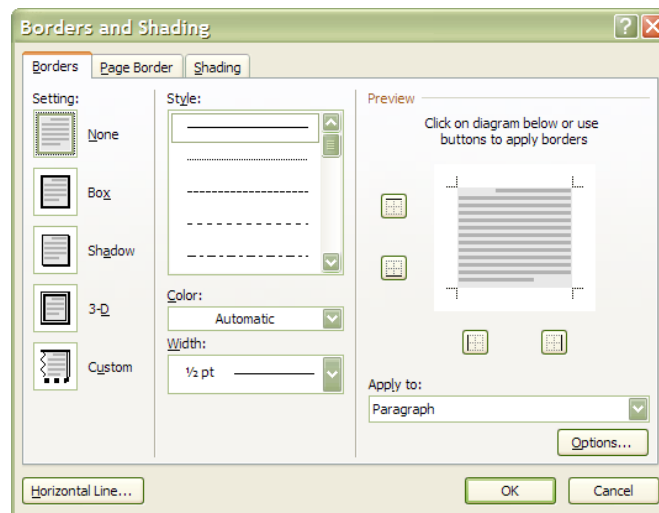 Borders and Shading
Borders
Page Border
Shading
Setting:
None
Box
Shadow
3-D
Custom
Style:
Color:
Automatic
Width:
½ pt
Preview
Click on diagram below or use
buttons to apply borders
Apply to:
Paragraph
Options...
Horizontal Line...
OK
Cancel